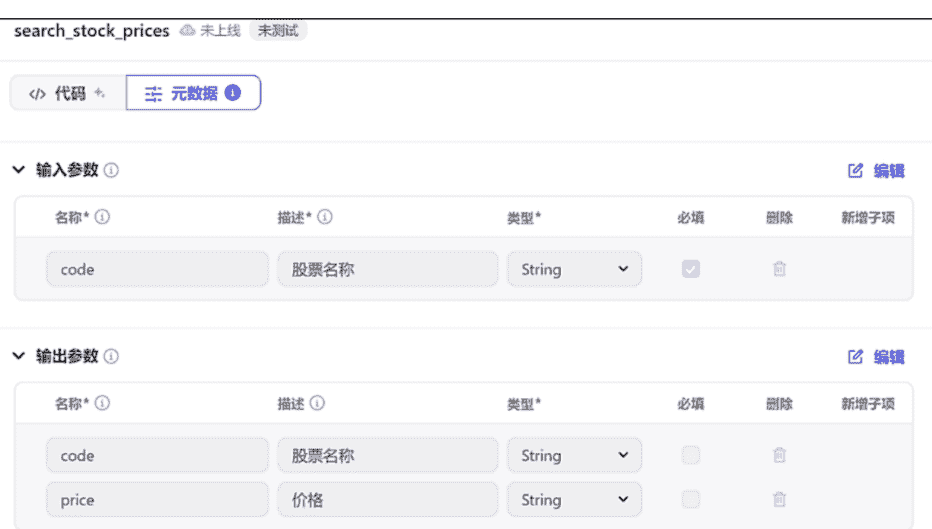 search_stock_prices 未上线 未测试
</> 代码 元数据
输入参数 编辑
名称* 描述* 类型* 必填 删除 新增子项
code 股票名称 String
输出参数 编辑
名称* 描述 类型* 必填 删除 新增子项
code 股票名称 String
price 价格 String